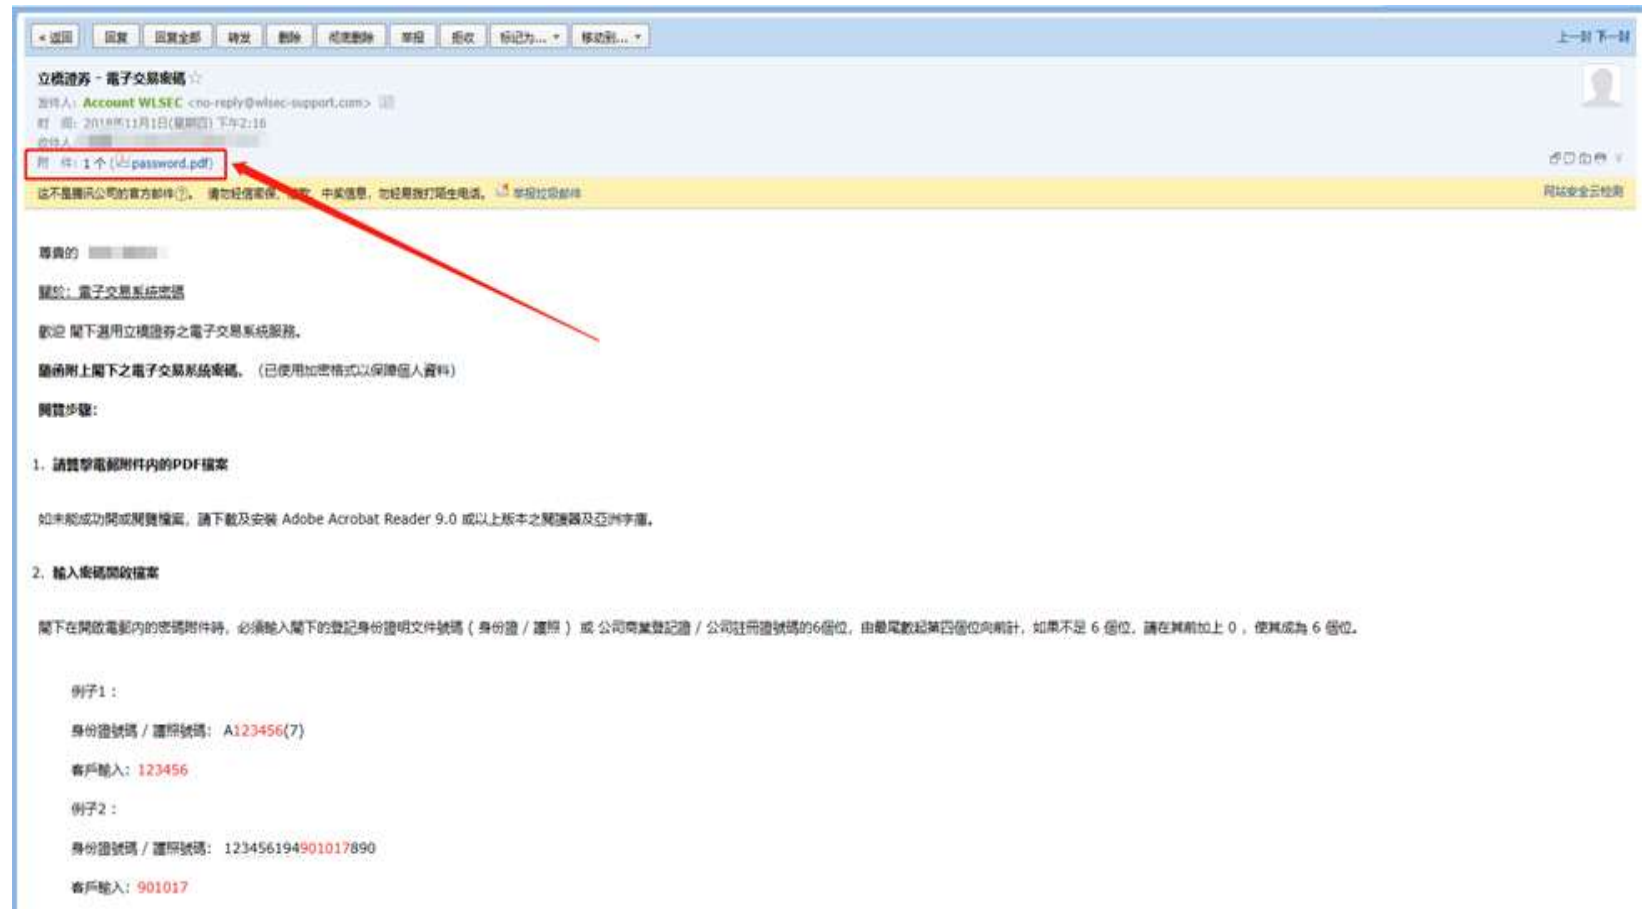 « 返回 回复 回复全部 转发 删除 彻底删除 举报 拒收 标记为... 移动到... 上一封 下一封
立橋證券 - 電子交易密碼☆
发件人: Account WLSEC <no-reply@wlsec-support.com>
时 间: 2018年11月1日(星期四) 下午2:16
收件人
附 件: 1 个 (password.pdf)
这不是腾讯公司的官方邮件?。 请勿轻信密保、 中奖信息，勿轻易拨打陌生电话。 举报垃圾邮件 网站安全云检测
尊貴的
關於：電子交易系統密碼
歡迎 閣下選用立橋證券之電子交易系統服務。
隨函附上閣下之電子交易系統密碼。（已使用加密格式以保障個人資料）
閱覽步驟：
1. 請雙擊電郵附件内的PDF檔案
如未能成功開或閱覽檔案，請下載及安裝 Adobe Acrobat Reader 9.0 或以上版本之閱讀器及亞洲字庫。
2. 輸入密碼開啟檔案
閣下在開啟電郵内的密碼附件時，必須輸入閣下的登記身份證明文件號碼 ( 身份證 / 護照 ） 或 公司商業登記證 / 公司註冊證號碼的6個位，由最尾數起第四個位向前計，如果不足 6 個位，請在其前加上 0 ，使其成為 6 個位。
例子1：
身份證號碼 / 護照號碼： A123456(7)
客戶輸入：123456
例子2：
身份證號碼 / 護照號碼： 123456194901017890
客戶輸入：901017